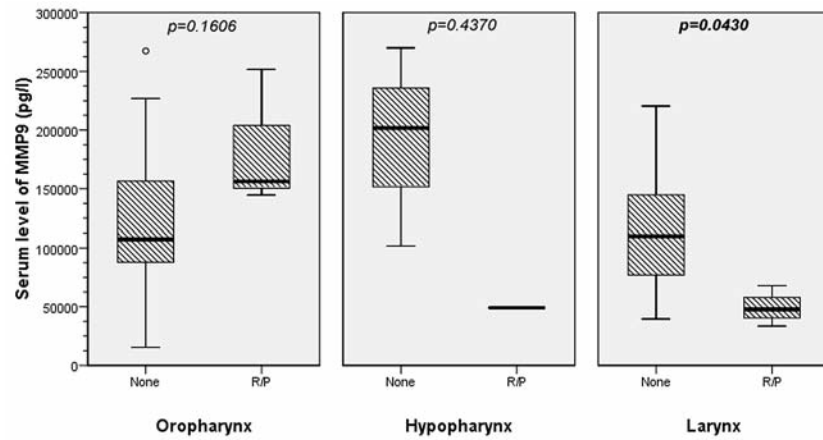 Serum level of MMP9 (pg/l)
300000
250000
200000
150000
100000
50000
0
p=0.1606
p=0.4370
p=0.0430
None
R/P
None
R/P
None
R/P
Oropharynx
Hypopharynx
Larynx